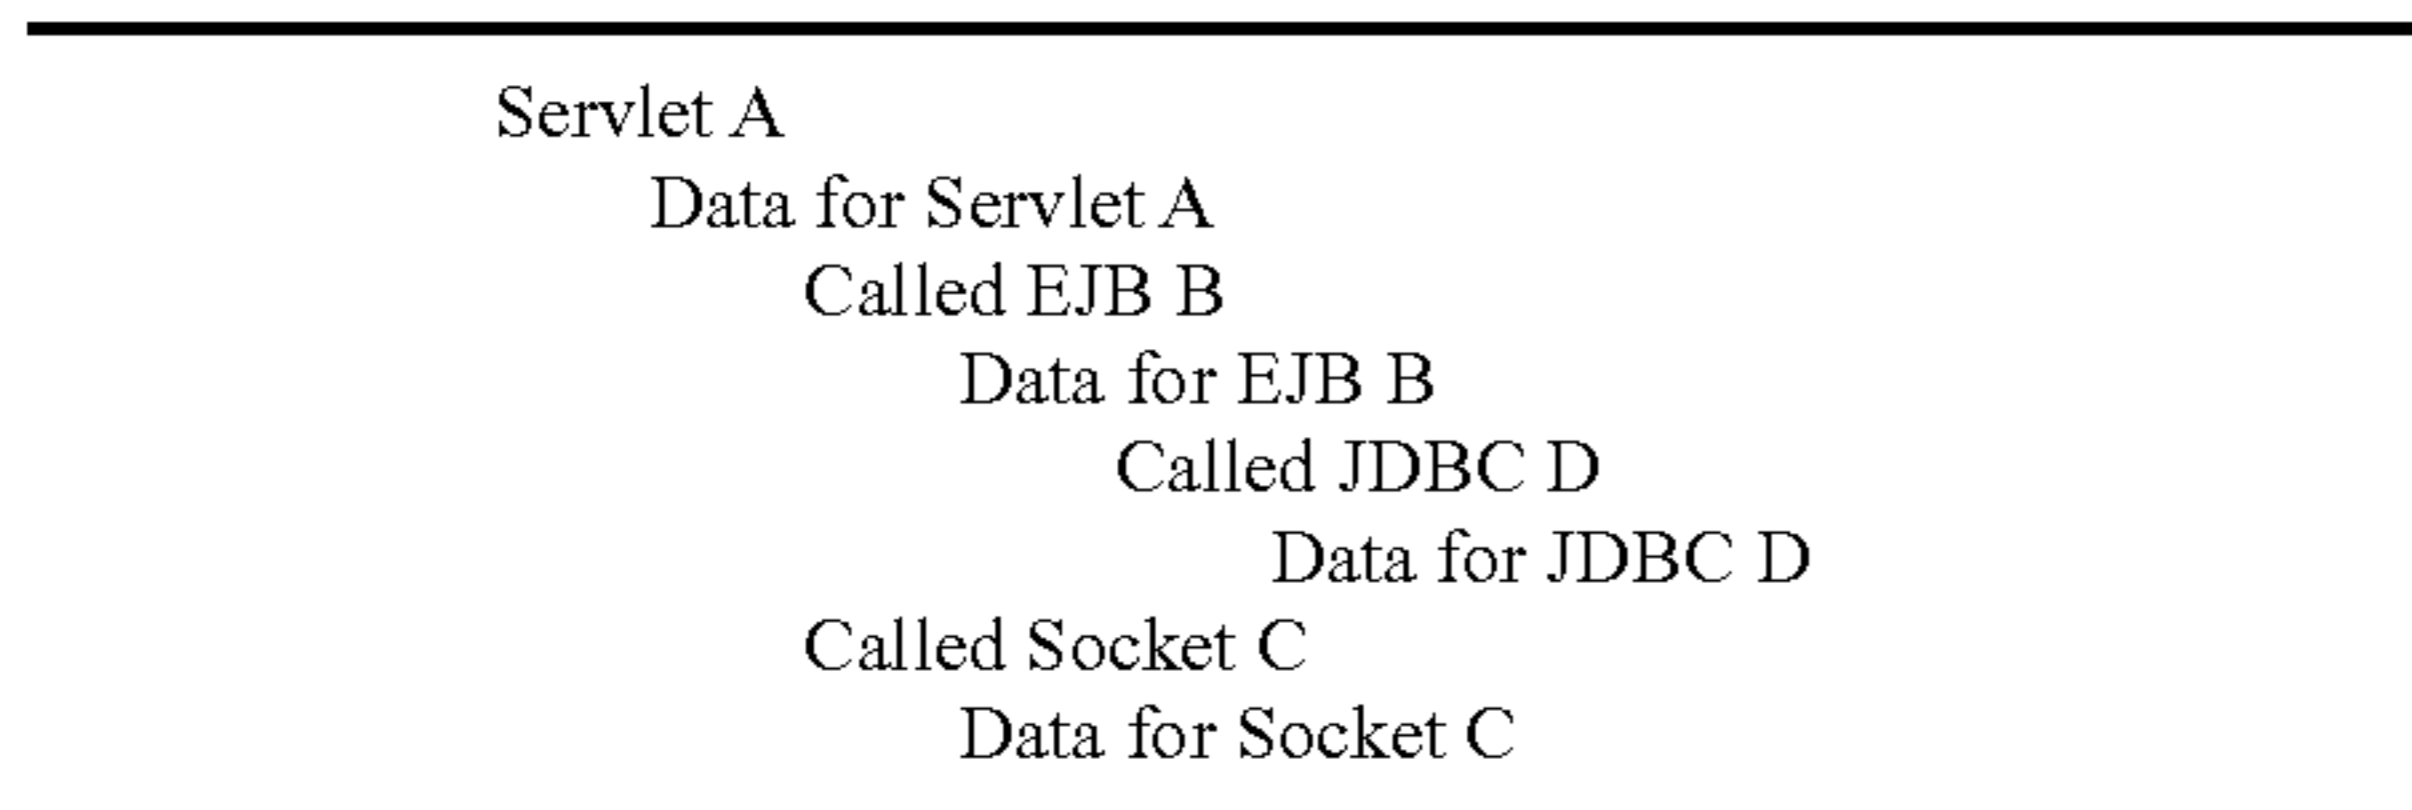 Servlet A
Data for Servlet A
Called EJB B
Data for EJB B
Called JDBC D
Data for JDBC D
Called Socket C
Data for Socket C